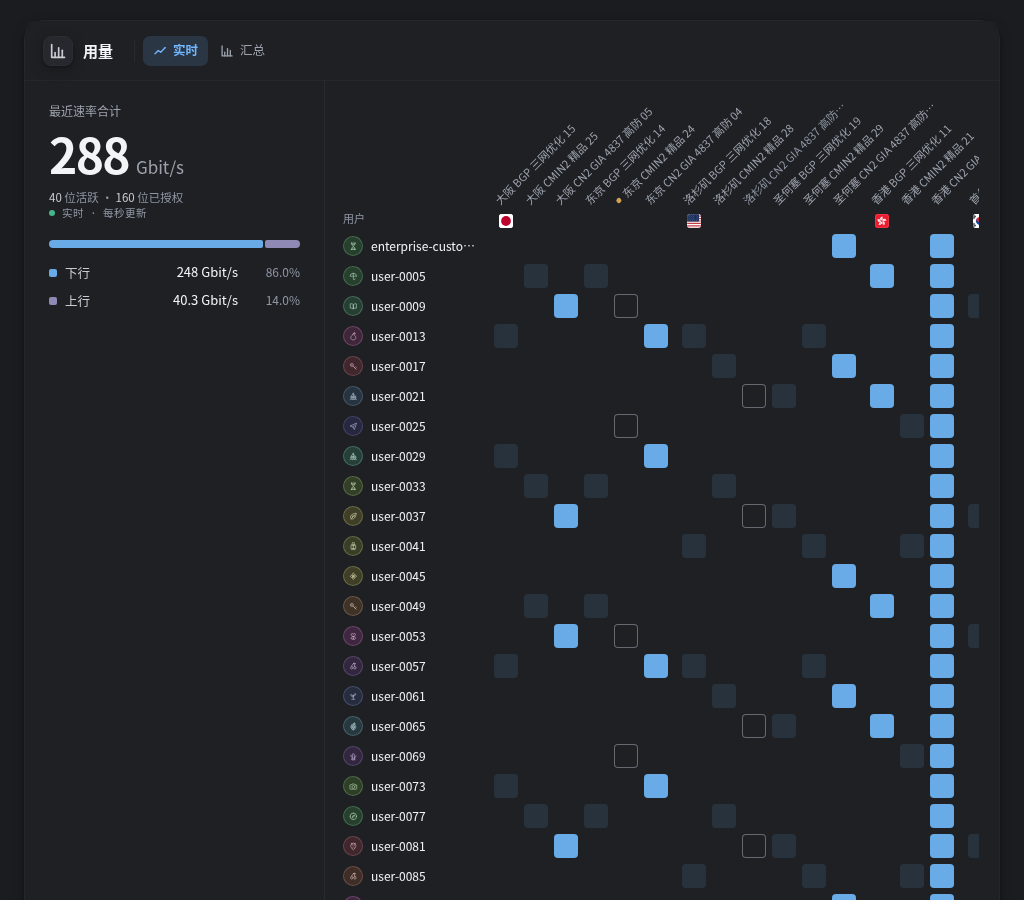 用量
实时
汇总
最近速率合计
288 Gbit/s
40 位活跃 • 160 位已授权
实时 · 每秒更新
下行 248 Gbit/s 86.0%
上行 40.3 Gbit/s 14.0%
用户
大阪 BGP 三网优化 15
大阪 CMIN2 精品 25
大阪 CN2 GIA 4837 高防 05
东京 BGP 三网优化 14
东京 CMIN2 精品 24
东京 CN2 GIA 4837 高防 04
洛杉矶 BGP 三网优化 18
洛杉矶 CMIN2 精品 28
洛杉矶 CN2 GIA 4837 高防…
圣何塞 BGP 三网优化 19
圣何塞 CMIN2 精品 29
圣何塞 CN2 GIA 4837 高防…
香港 BGP 三网优化 11
香港 CMIN2 精品 21
香港 CN2 GIA
enterprise-custo…
user-0005
user-0009
user-0013
user-0017
user-0021
user-0025
user-0029
user-0033
user-0037
user-0041
user-0045
user-0049
user-0053
user-0057
user-0061
user-0065
user-0069
user-0073
user-0077
user-0081
user-0085